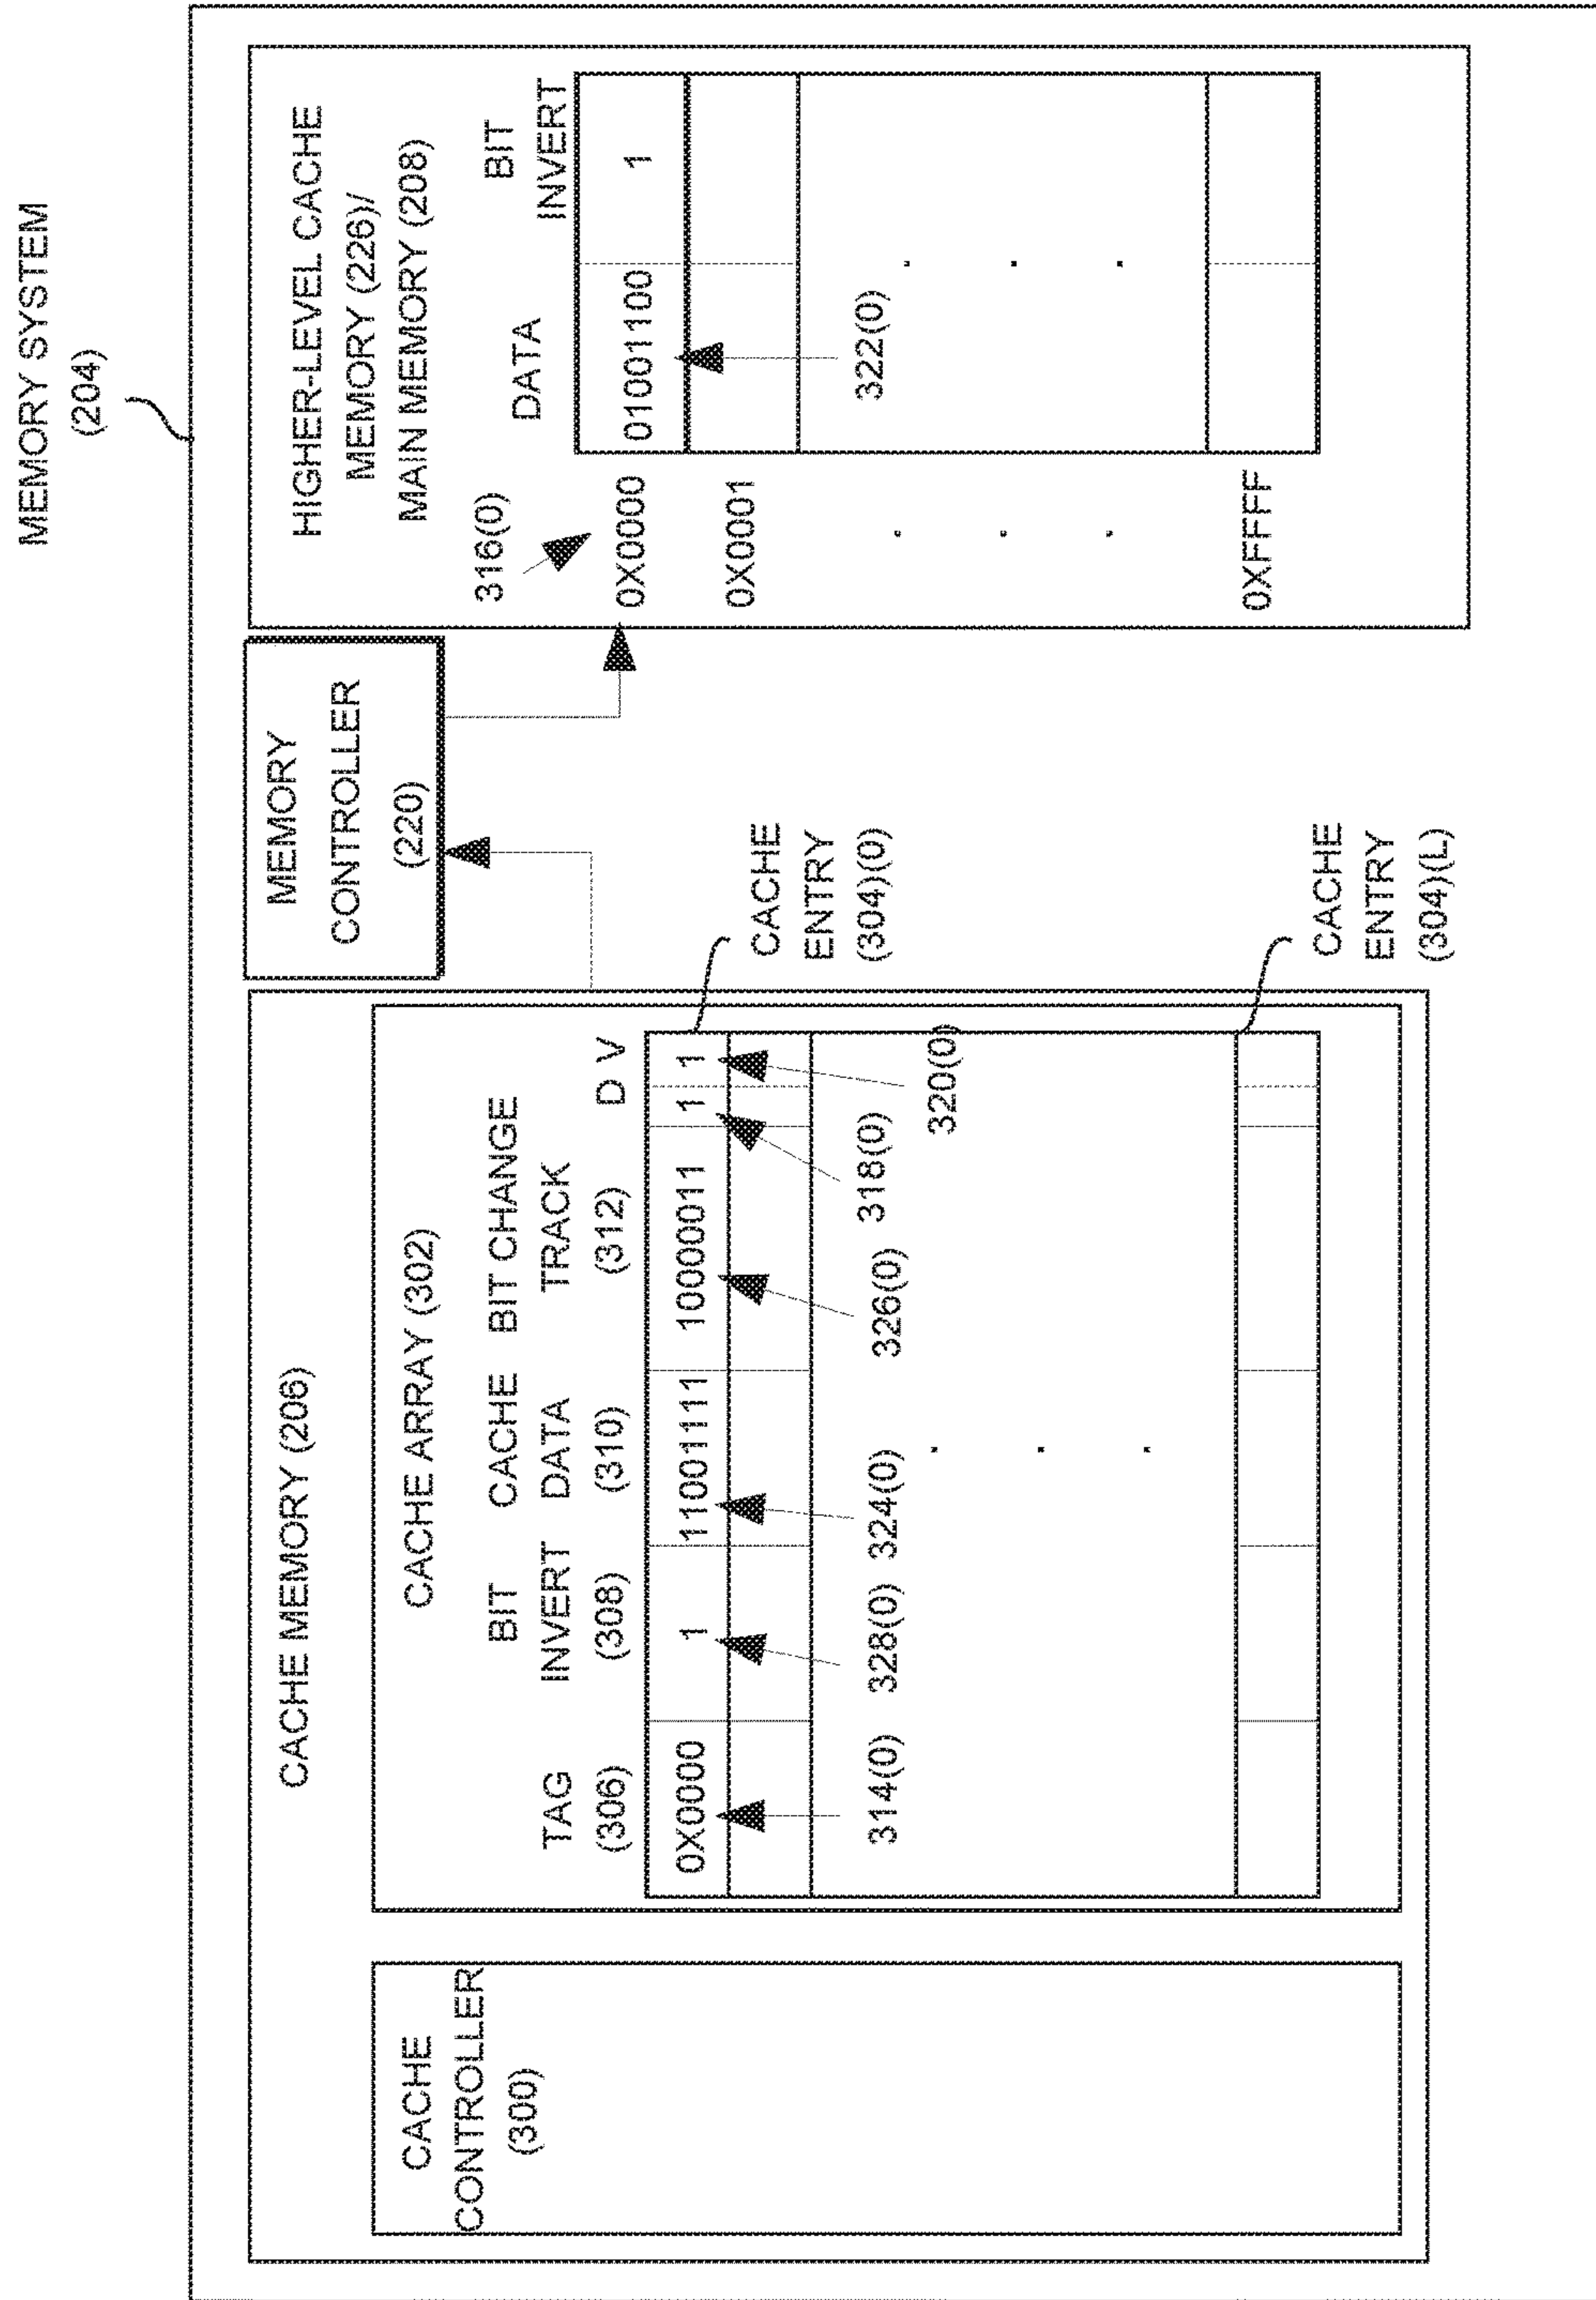 MEMORY SYSTEM
(204)
CACHE MEMORY (206)
CACHE
CONTROLLER
(300)
CACHE ARRAY (302)
TAG
(306)
BIT
INVERT
(308)
CACHE
DATA
(310)
BIT CHANGE
TRACK
(312)
D V
0X0000 1 11001111 10000011 1 1
314(0) 328(0) 324(0) 326(0) 318(0)
320(0)
. . .
CACHE
ENTRY
(304)(0)
CACHE
ENTRY
(304)(L)
MEMORY
CONTROLLER
(220)
HIGHER-LEVEL CACHE
MEMORY (226)/
MAIN MEMORY (208)
316(0)
DATA
BIT
INVERT
0X0000 01001100 1
0X0001
322(0)
. . .
. . .
0XFFFF